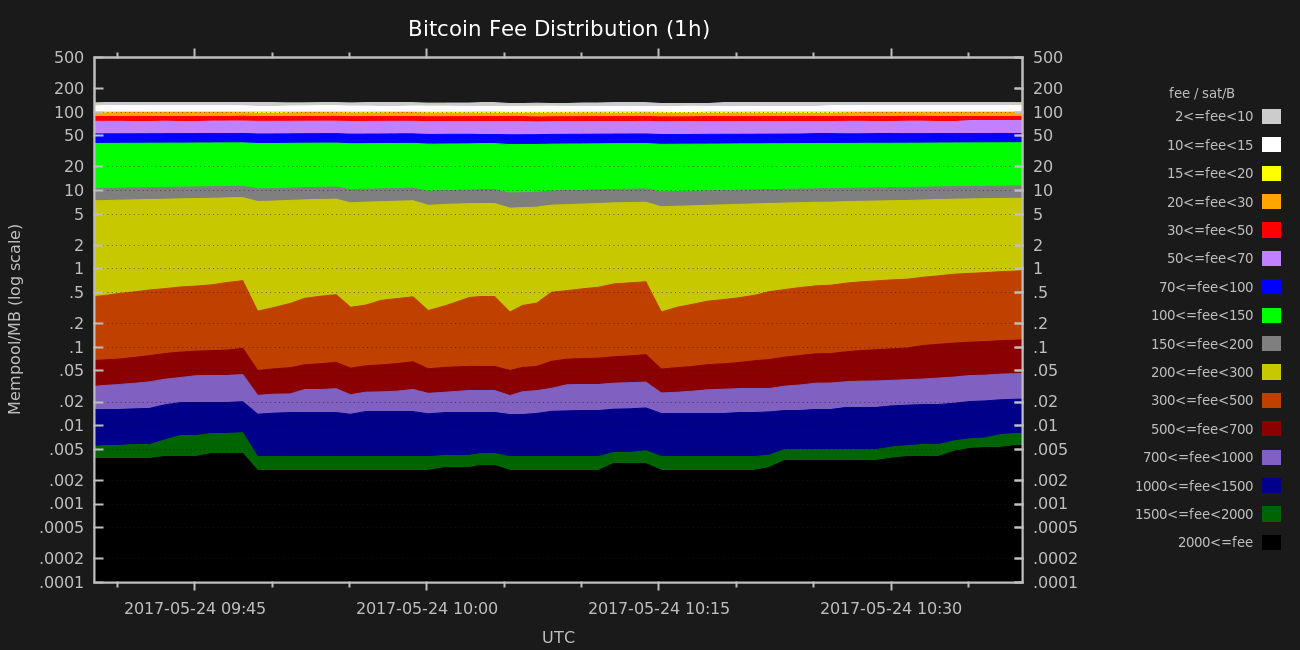 Bitcoin Fee Distribution (1h)
500
200
100
50
20
10
5
2
1
.5
.2
.1
.05
.02
.01
.005
.002
.001
.0005
.0002
.0001
Mempool/MB (log scale)
500
200
100
50
20
10
5
2
1
.5
.2
.1
.05
.02
.01
.005
.002
.001
.0005
.0002
.0001
2017-05-24 09:45
2017-05-24 10:00
2017-05-24 10:15
2017-05-24 10:30
UTC
fee / sat/B
2<=fee<10
10<=fee<15
15<=fee<20
20<=fee<30
30<=fee<50
50<=fee<70
70<=fee<100
100<=fee<150
150<=fee<200
200<=fee<300
300<=fee<500
500<=fee<700
700<=fee<1000
1000<=fee<1500
1500<=fee<2000
2000<=fee